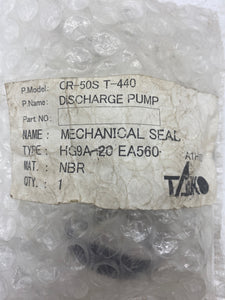 P.Model: CR-50S T-440
P.Name: DISCHARGE PUMP
Part NO:
NAME: MECHANICAL SEAL
TYPE: HG9A-20 EA560
MAT.: NBR
Q'TY: 1
TAIKO